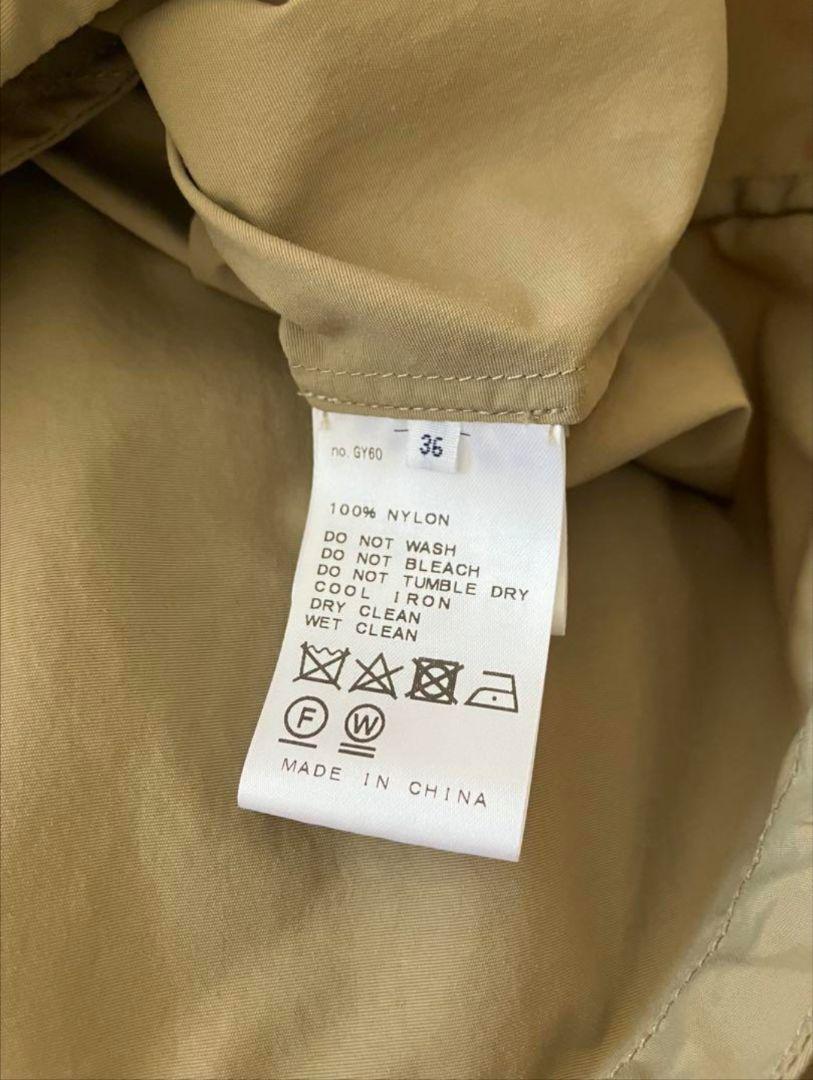 36
no. GY60
100% NYLON
DO NOT WASH
DO NOT BLEACH
DO NOT TUMBLE DRY
COOL IRON
DRY CLEAN
WET CLEAN
F W
MADE IN CHINA